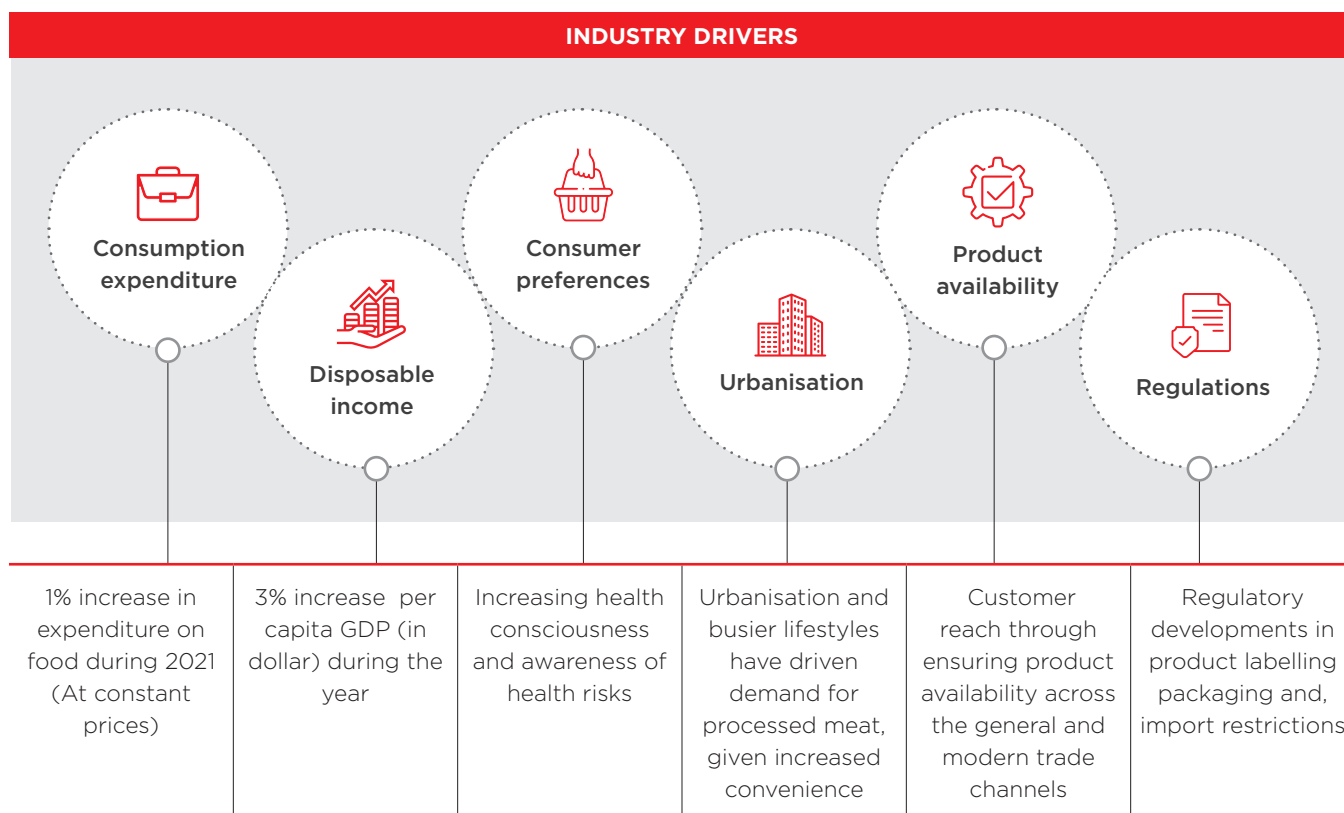 INDUSTRY DRIVERS
Consumption
expenditure
Disposable
income
Consumer
preferences
Urbanisation
Product
availability
Regulations
1% increase in
expenditure on
food during 2021
(At constant
prices)
3% increase  per
capita GDP (in
dollar) during the
year
Increasing health
consciousness
and awareness of
health risks
Urbanisation and
busier lifestyles
have driven
demand for
processed meat,
given increased
convenience
Customer
reach through
ensuring product
availability across
the general and
modern trade
channels
Regulatory
developments in
product labelling
packaging and,
import restrictions